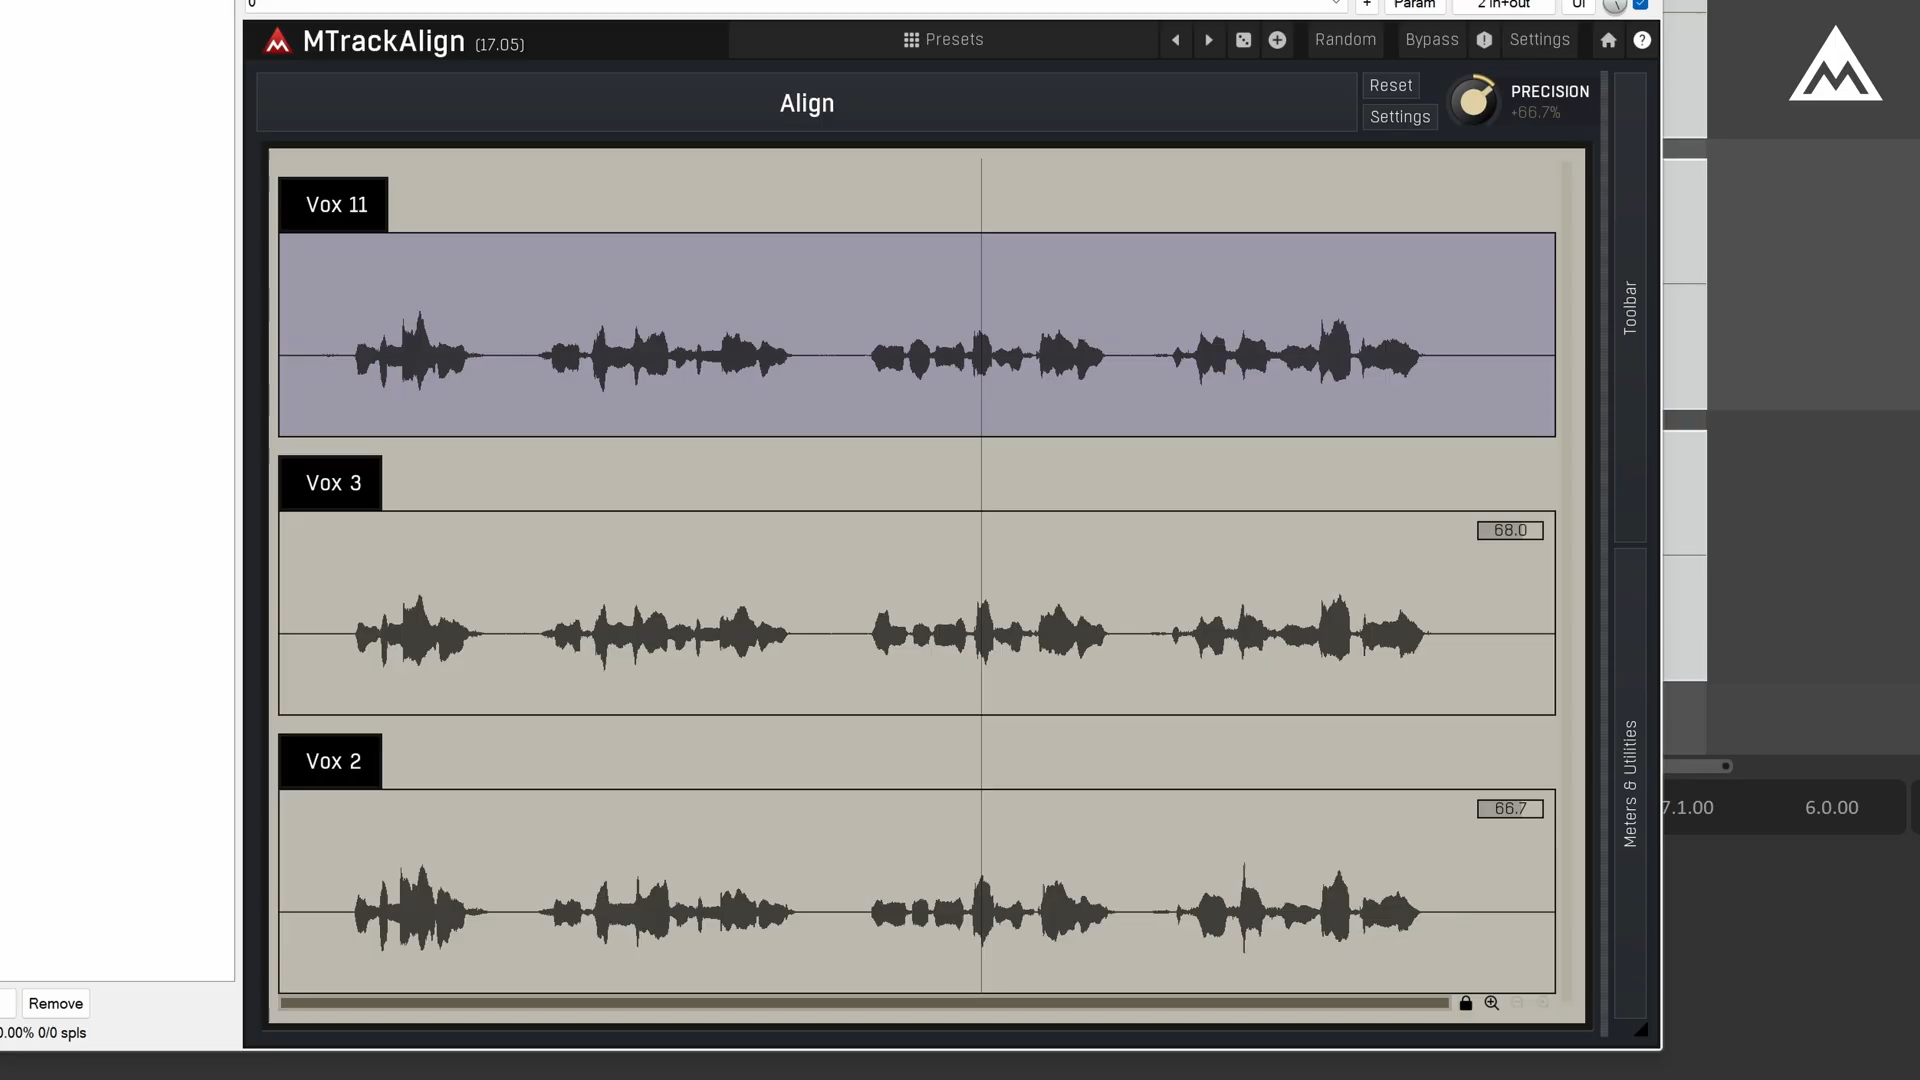 0
+
Param
2 in+out
UI
MTrackAlign (17.05)
Presets
Random
Bypass
Settings
?
Align
Reset
Settings
PRECISION
+66.7%
Toolbar
Vox 11
Vox 3
68.0
Vox 2
66.7
Meters & Utilities
7.1.00
6.0.00
Remove
0.00% 0/0 spls